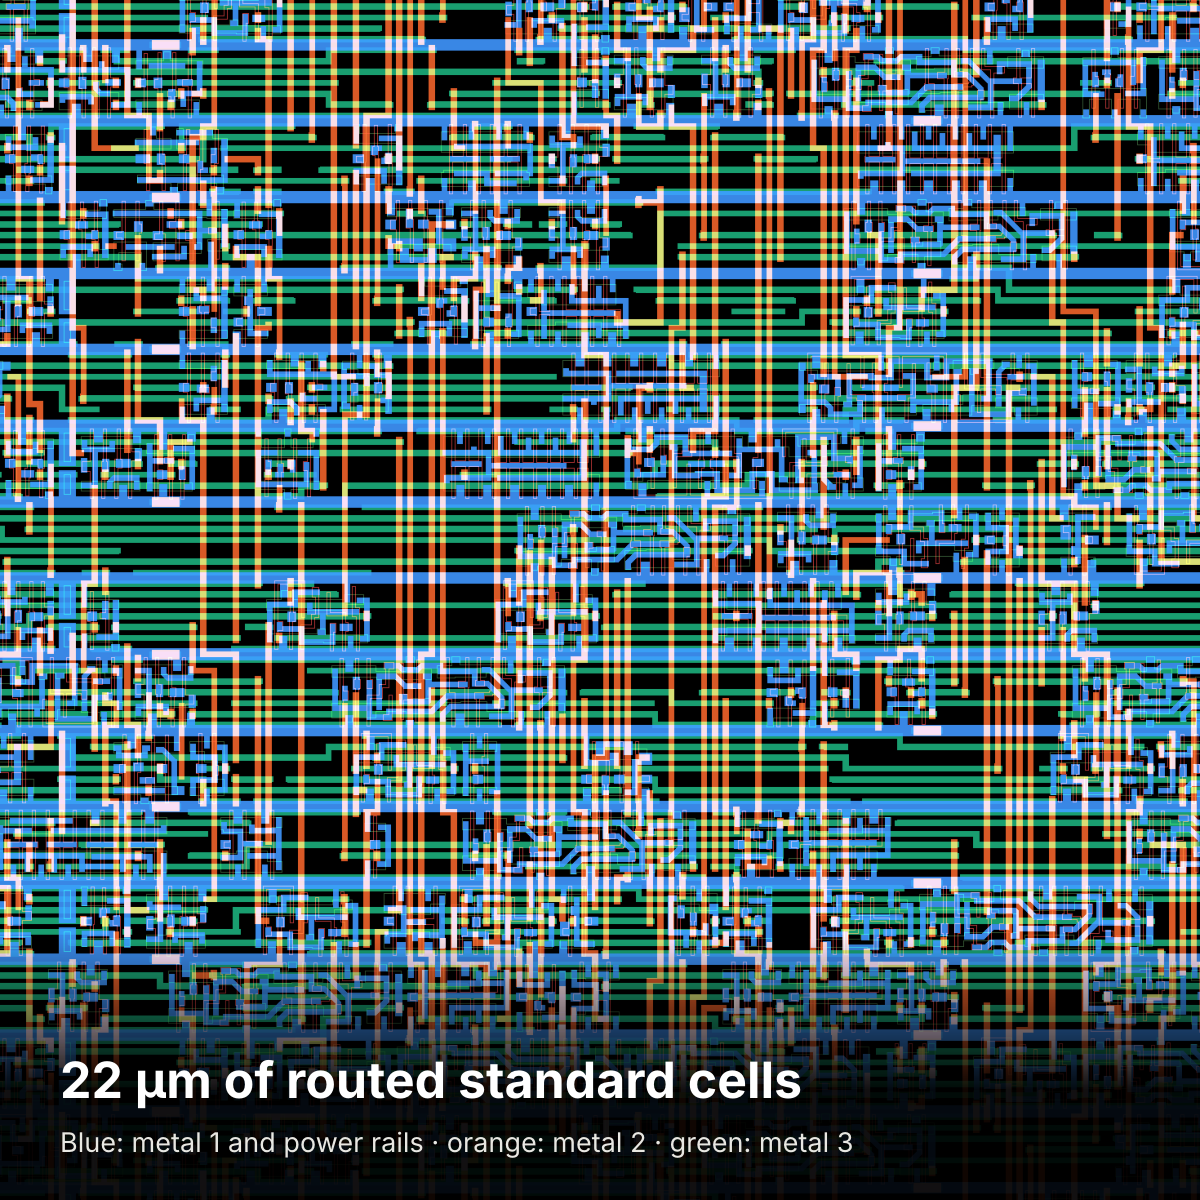 22 µm of routed standard cells
Blue: metal 1 and power rails · orange: metal 2 · green: metal 3